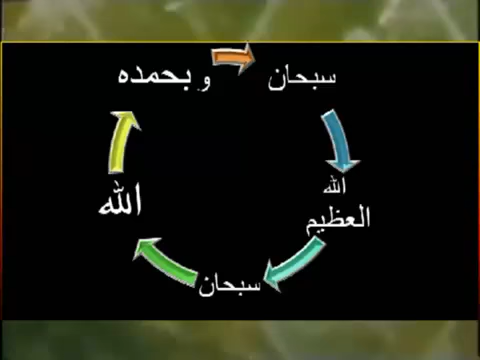 سبحان
و بحمده
الله
العظيم
الله
سبحان